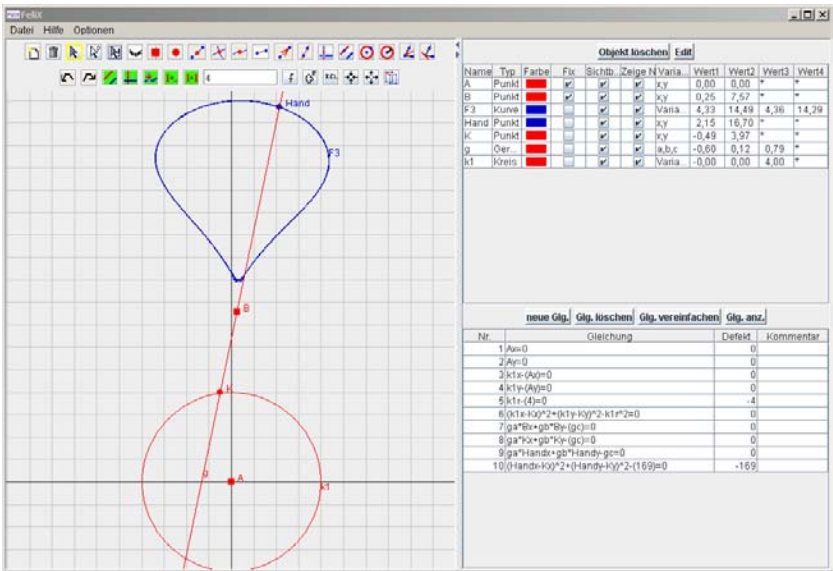 FeliX
Datei Hilfe Optionen
4
Hand
F3
B
K
g
A
k1
Objekt löschen Edit
Name Typ Farbe Fix Sichtb... Zeige N Varia... Wert1 Wert2 Wert3 Wert4
A Punkt x,y 0,00 0,00 * *
B Punkt x,y 0,25 7,57 * *
F3 Kurve Varia... 4,33 14,49 4,36 14,29
Hand Punkt x,y 2,15 16,70 * *
K Punkt x,y -0,49 3,97 * *
g Ger... a,b,c -0,60 0,12 0,79 *
k1 Kreis Varia... -0,00 0,00 4,00 *
neue Glg. Glg. löschen Glg. vereinfachen Glg. anz.
Nr. Gleichung Defekt Kommentar
1 Ax=0 0
2 Ay=0 0
3 k1x-(Ax)=0 0
4 k1y-(Ay)=0 0
5 k1r-(4)=0 -4
6 (k1x-Kx)^2+(k1y-Ky)^2-k1r^2=0 0
7 ga*Bx+gb*By-(gc)=0 0
8 ga*Kx+gb*Ky-(gc)=0 0
9 ga*Handx+gb*Handy-gc=0 0
10 (Handx-Kx)^2+(Handy-Ky)^2-(169)=0 -169